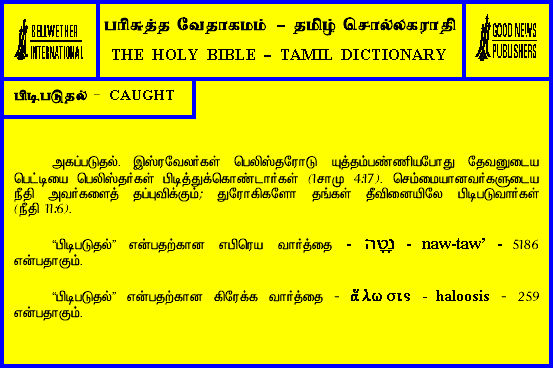 BELLWETHER
INTERNATIONAL
பரிசுத்த வேதாகமம் – தமிழ் சொல்லகராதி
THE HOLY BIBLE – TAMIL DICTIONARY
GOOD NEWS
PUBLISHERS
பிடிபடுதல் – CAUGHT
அகப்படுதல். இஸ்ரவேலர்கள் பெலிஸ்தரோடு யுத்தம்பண்ணியபோது தேவனுடைய
பெட்டியை பெலிஸ்தர்கள் பிடித்துக்கொண்டார்கள் (1சாமு 4:17). செம்மையானவர்களுடைய
நீதி அவர்களைத் தப்புவிக்கும்; துரோகிகளோ தங்கள் தீவினையிலே பிடிபடுவார்கள்
(நீதி 11:6).
“பிடிபடுதல்” என்பதற்கான எபிரெய வார்த்தை - נָטָה - naw-taw’ - 5186
என்பதாகும்.
“பிடிபடுதல்” என்பதற்கான கிரேக்க வார்த்தை - ἅλωσις - haloosis - 259
என்பதாகும்.